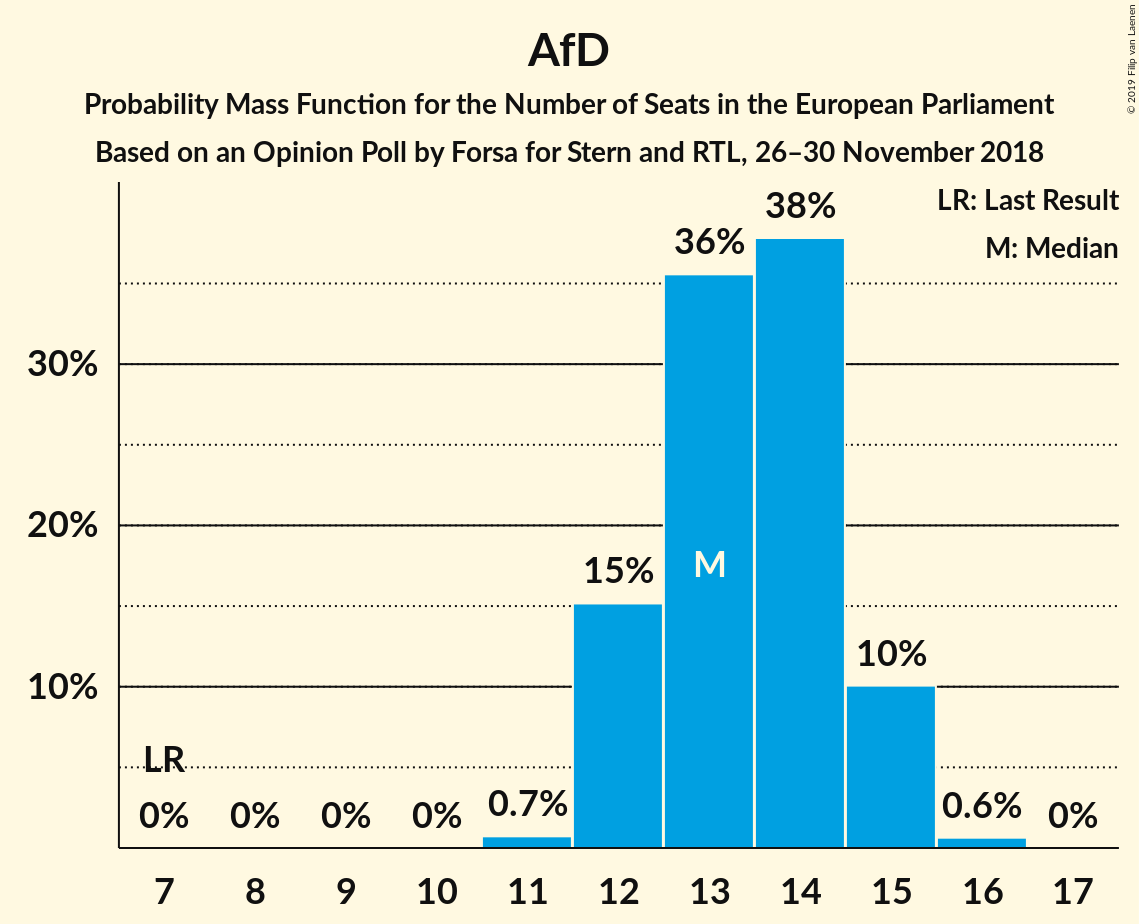 AfD
Probability Mass Function for the Number of Seats in the European Parliament
Based on an Opinion Poll by Forsa for Stern and RTL, 26–30 November 2018
© 2019 Filip van Laenen
LR: Last Result
M: Median
38%
36%
30%
20%
15%
M
10%
10%
LR
0% 0% 0% 0% 0.7% 0.6% 0%
7 8 9 10 11 12 13 14 15 16 17